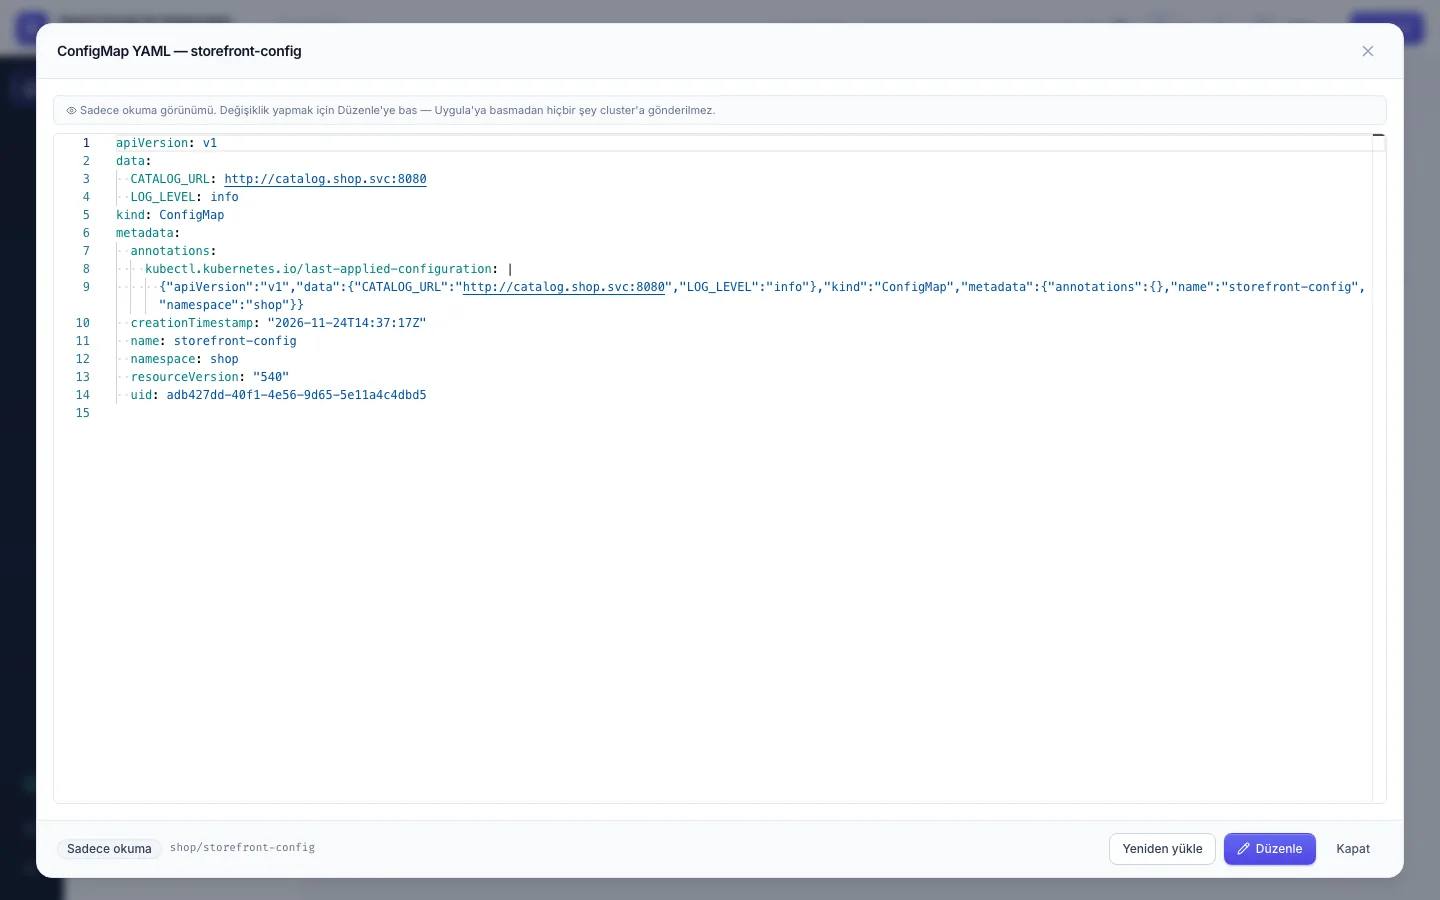 ConfigMap YAML — storefront-config
Sadece okuma görünümü. Değişiklik yapmak için Düzenle'ye bas — Uygula'ya basmadan hiçbir şey cluster'a gönderilmez.
1 apiVersion: v1
2 data:
3 CATALOG_URL: http://catalog.shop.svc:8080
4 LOG_LEVEL: info
5 kind: ConfigMap
6 metadata:
7 annotations:
8 kubectl.kubernetes.io/last-applied-configuration: |
9 {"apiVersion":"v1","data":{"CATALOG_URL":"http://catalog.shop.svc:8080","LOG_LEVEL":"info"},"kind":"ConfigMap","metadata":{"annotations":{},"name":"storefront-config",
"namespace":"shop"}}
10 creationTimestamp: "2026-11-24T14:37:17Z"
11 name: storefront-config
12 namespace: shop
13 resourceVersion: "540"
14 uid: adb427dd-40f1-4e56-9d65-5e11a4c4dbd5
15
Sadece okuma shop/storefront-config Yeniden yükle Düzenle Kapat